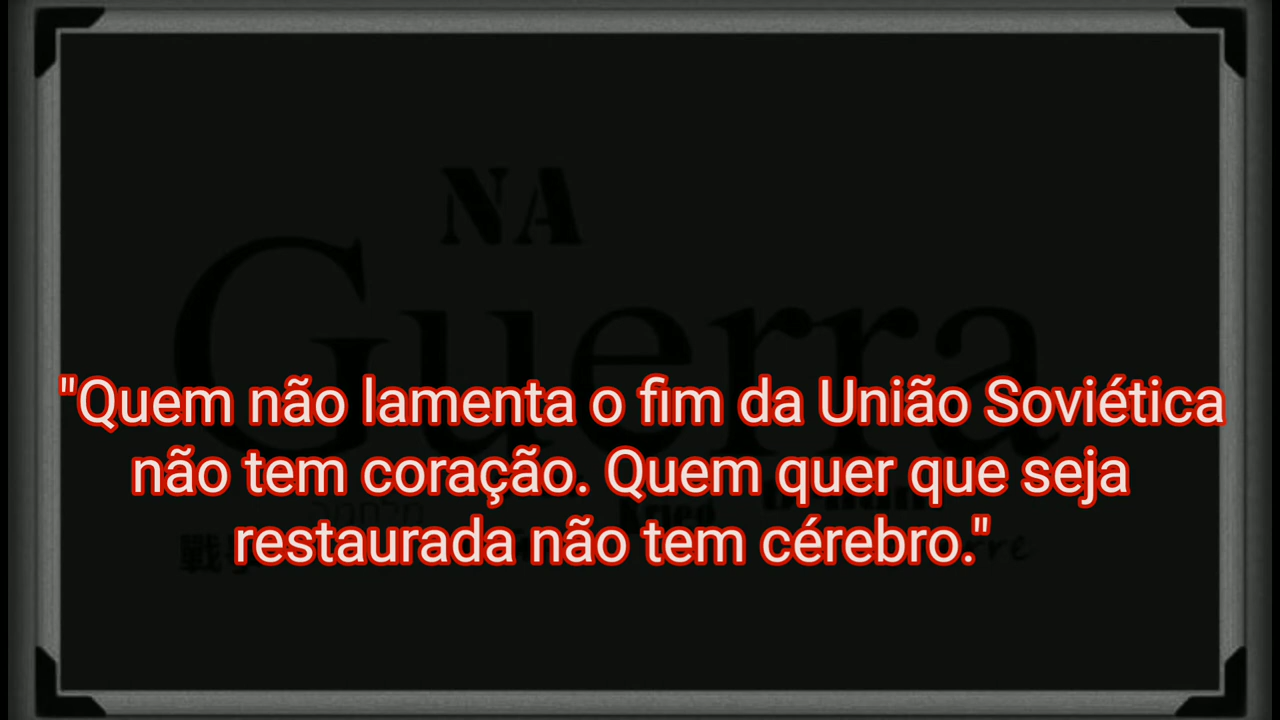 NA
Guerra
"Quem não lamenta o fim da União Soviética
não tem coração. Quem quer que seja
restaurada não tem cérebro."